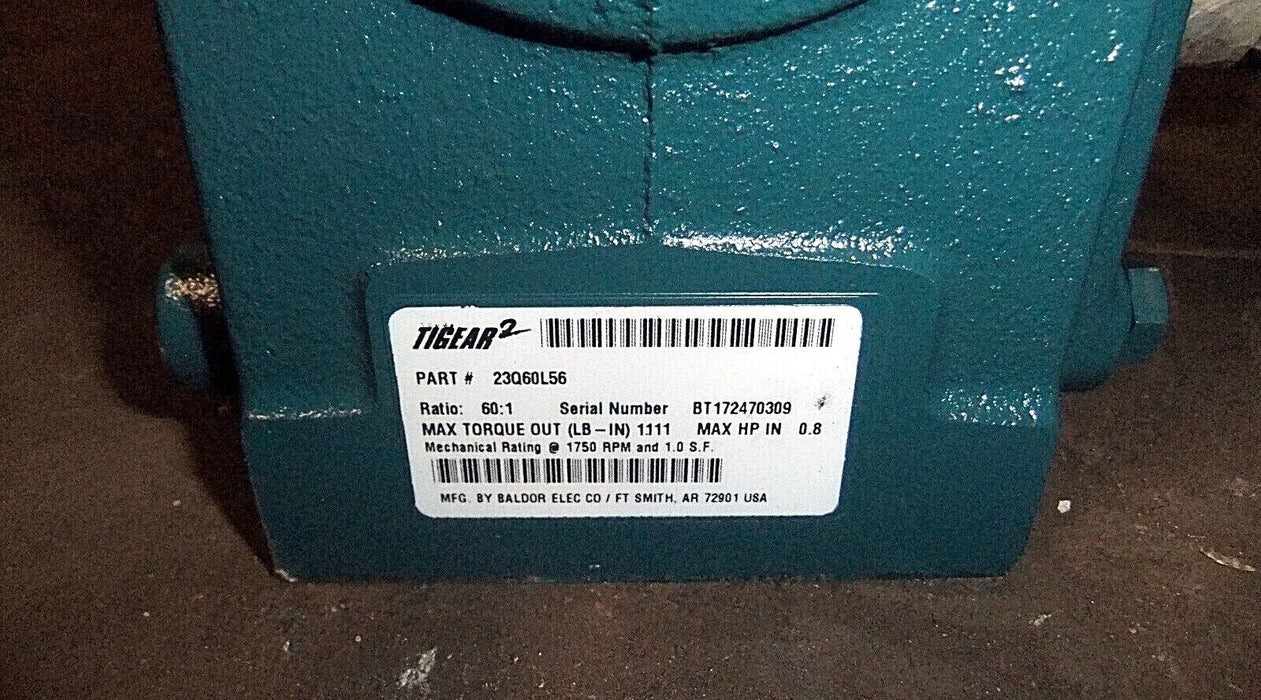 TIGEAR2
PART # 23Q60L56
Ratio: 60:1 Serial Number BT172470309
MAX TORQUE OUT (LB-IN) 1111 MAX HP IN 0.8
Mechanical Rating @ 1750 RPM and 1.0 S.F.
MFG. BY BALDOR ELEC CO / FT SMITH, AR 72901 USA